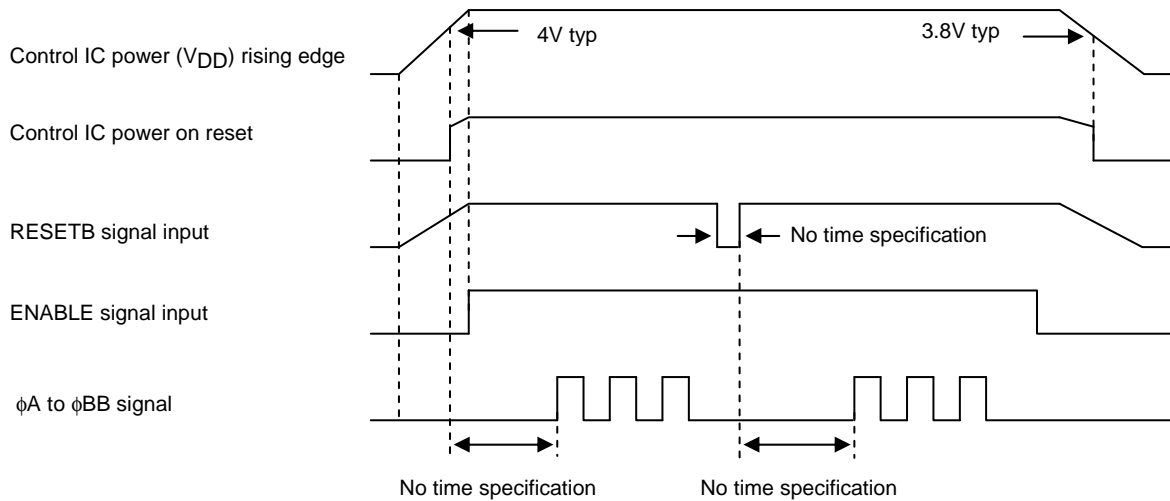 4V typ
3.8V typ
Control IC power (VDD) rising edge
Control IC power on reset
RESETB signal input
No time specification
ENABLE signal input
ϕA to ϕBB signal
No time specification
No time specification